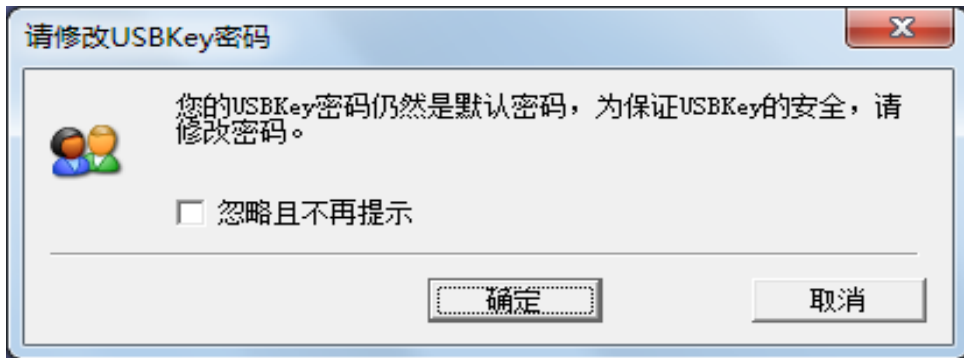 请修改USBKey密码
您的USBKey密码仍然是默认密码，为保证USBKey的安全，请
修改密码。
忽略且不再提示
确定
取消